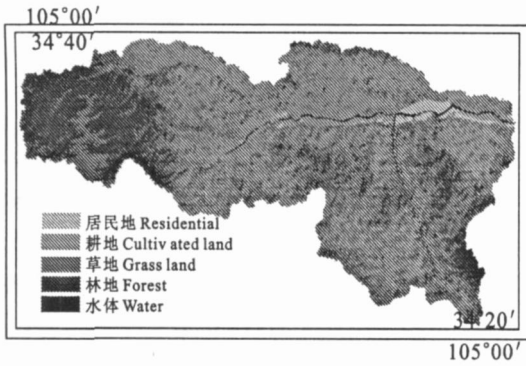 105°00′
34°40′
居民地 Residential
耕地 Cultiv ated land
草地 Grass land
林地 Forest
水体 Water
34°20′
105°00′